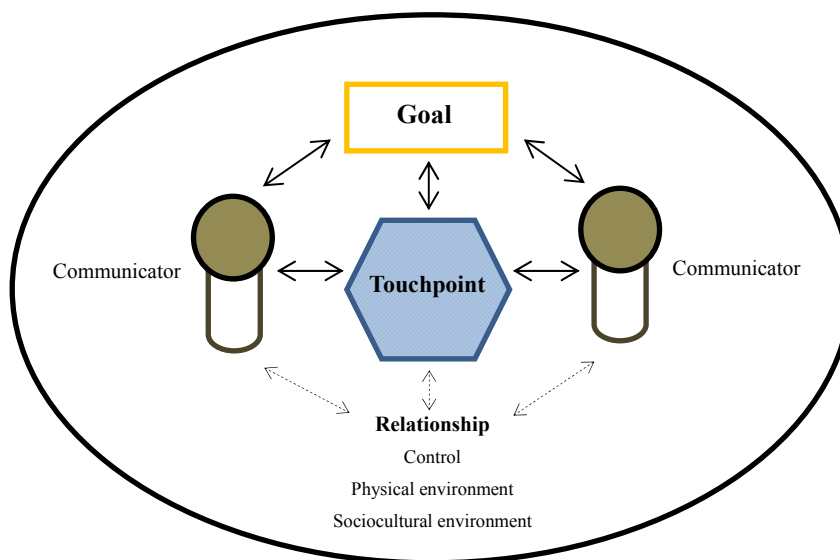 Goal
Communicator
Touchpoint
Communicator
Relationship
Control
Physical environment
Sociocultural environment